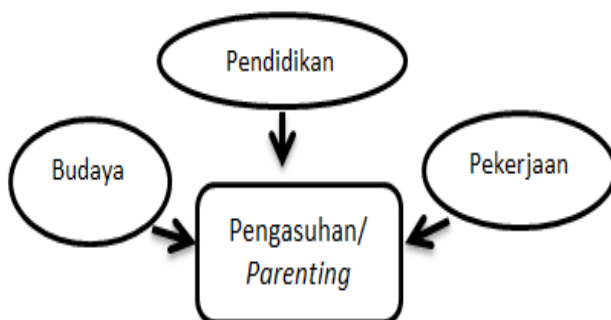 Pendidikan
Budaya
Pekerjaan
Pengasuhan/
Parenting